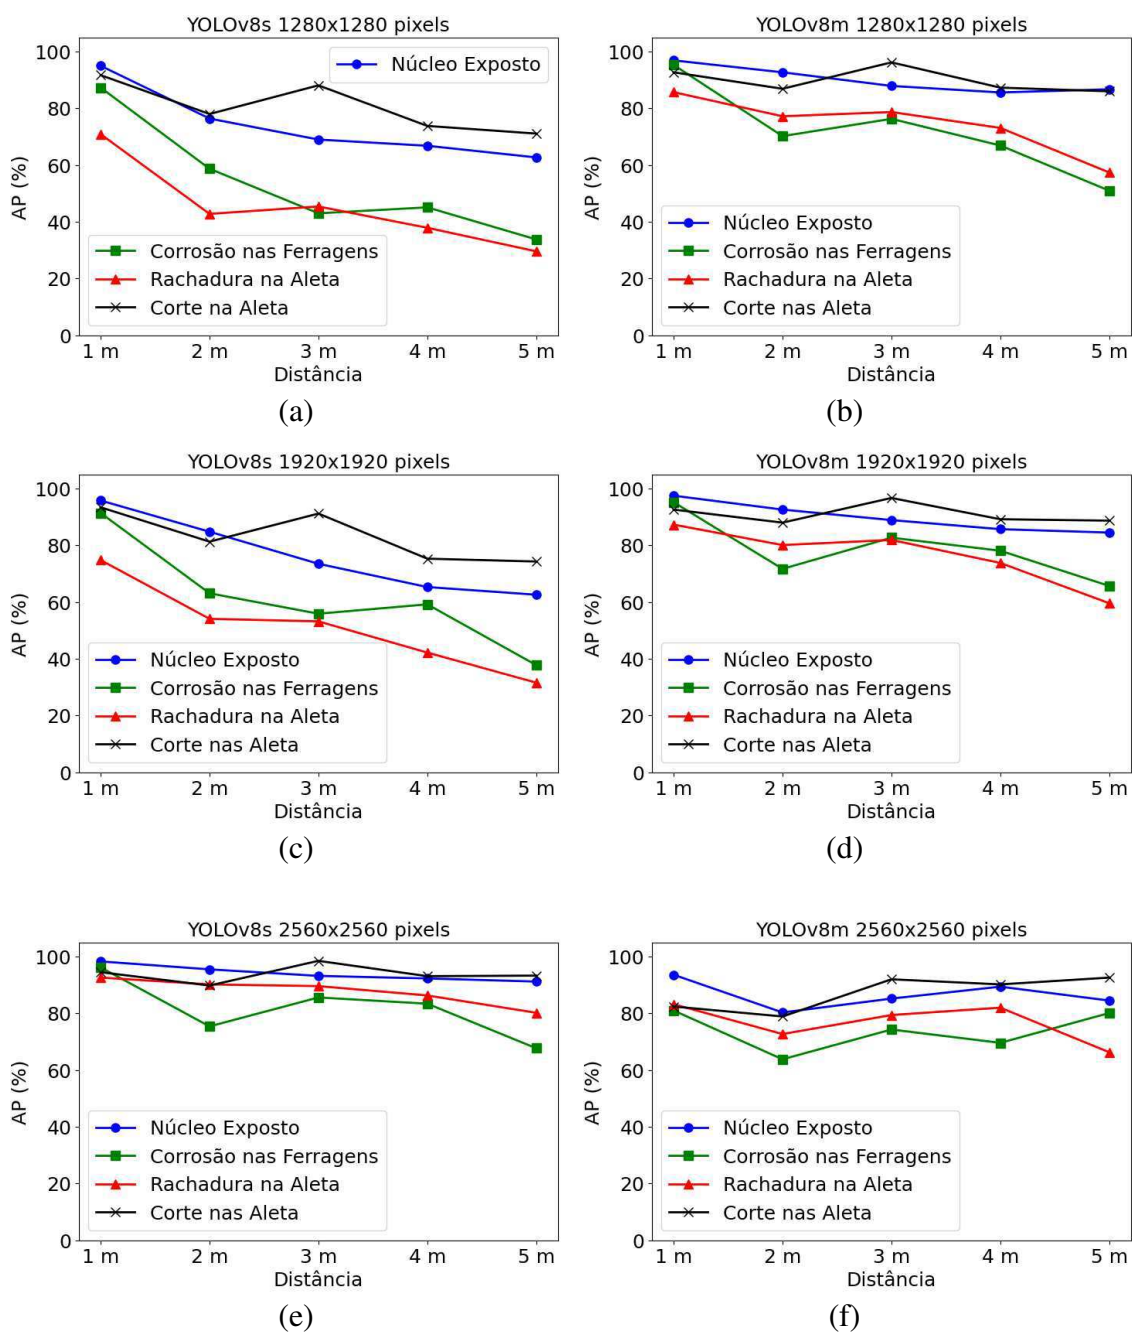 YOLOv8s 1280x1280 pixels
AP (%)
100
80
60
40
20
0
Núcleo Exposto
Corrosão nas Ferragens
Rachadura na Aleta
Corte na Aleta
1 m 2 m 3 m 4 m 5 m
Distância
(a)
YOLOv8m 1280x1280 pixels
AP (%)
100
80
60
40
20
0
Núcleo Exposto
Corrosão nas Ferragens
Rachadura na Aleta
Corte nas Aleta
1 m 2 m 3 m 4 m 5 m
Distância
(b)
YOLOv8s 1920x1920 pixels
AP (%)
100
80
60
40
20
0
Núcleo Exposto
Corrosão nas Ferragens
Rachadura na Aleta
Corte nas Aleta
1 m 2 m 3 m 4 m 5 m
Distância
(c)
YOLOv8m 1920x1920 pixels
AP (%)
100
80
60
40
20
0
Núcleo Exposto
Corrosão nas Ferragens
Rachadura na Aleta
Corte nas Aleta
1 m 2 m 3 m 4 m 5 m
Distância
(d)
YOLOv8s 2560x2560 pixels
AP (%)
100
80
60
40
20
0
Núcleo Exposto
Corrosão nas Ferragens
Rachadura na Aleta
Corte nas Aleta
1 m 2 m 3 m 4 m 5 m
Distância
(e)
YOLOv8m 2560x2560 pixels
AP (%)
100
80
60
40
20
0
Núcleo Exposto
Corrosão nas Ferragens
Rachadura na Aleta
Corte nas Aleta
1 m 2 m 3 m 4 m 5 m
Distância
(f)